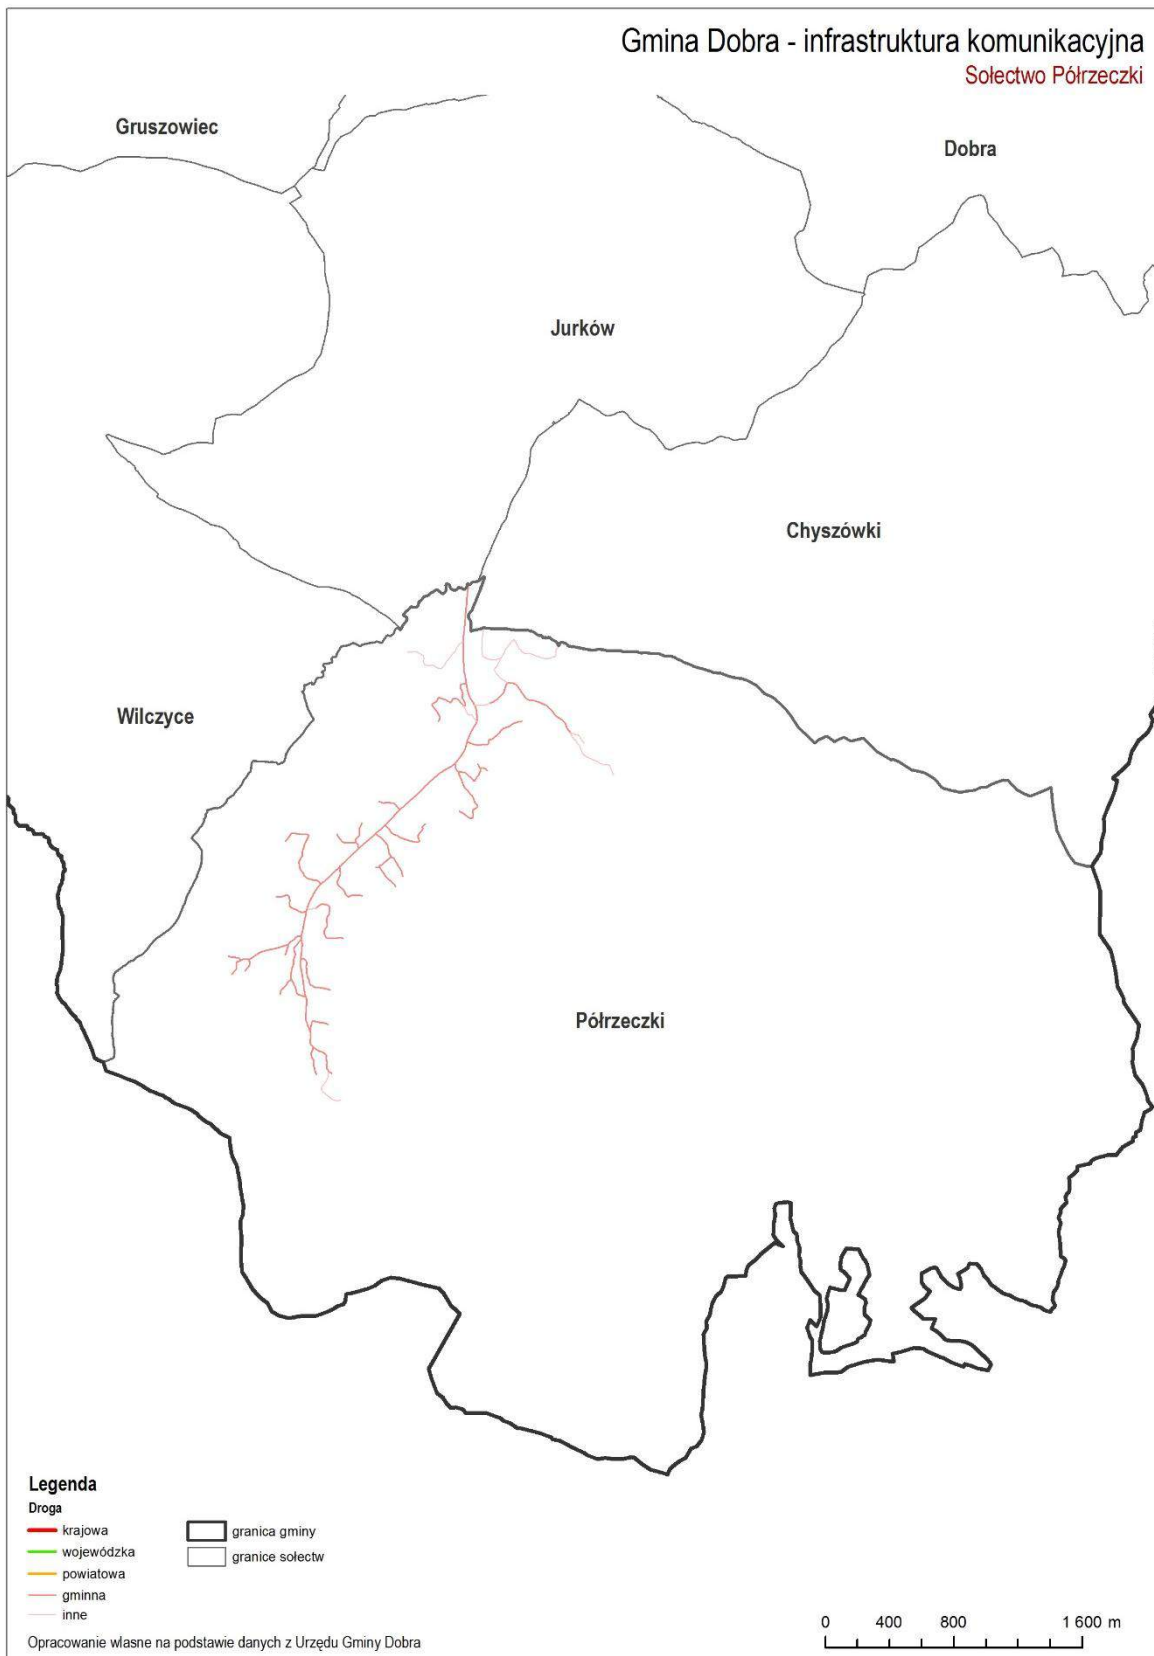 Gmina Dobra - infrastruktura komunikacyjna
Sołectwo Półrzeczki
Gruszowiec
Dobra
Jurków
Chyszówki
Wilczyce
Półrzeczki
Legenda
Droga
krajowa
wojewódzka
powiatowa
gminna
inne
granica gminy
granice sołectw
Opracowanie własne na podstawie danych z Urzędu Gminy Dobra
0 400 800 1 600 m